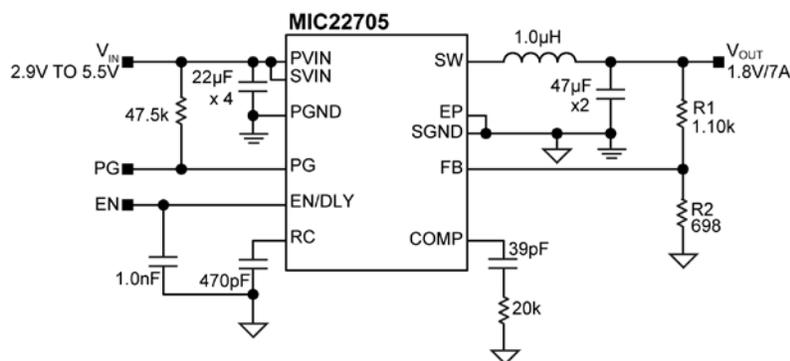 MIC22705
V_IN
2.9V TO 5.5V
47.5k
22µF
x 4
PG
EN
1.0nF
470pF
PVIN
SVIN
PGND
PG
EN/DLY
RC
SW
EP
SGND
FB
COMP
1.0µH
47µF
x2
V_OUT
1.8V/7A
R1
1.10k
R2
698
39pF
20k